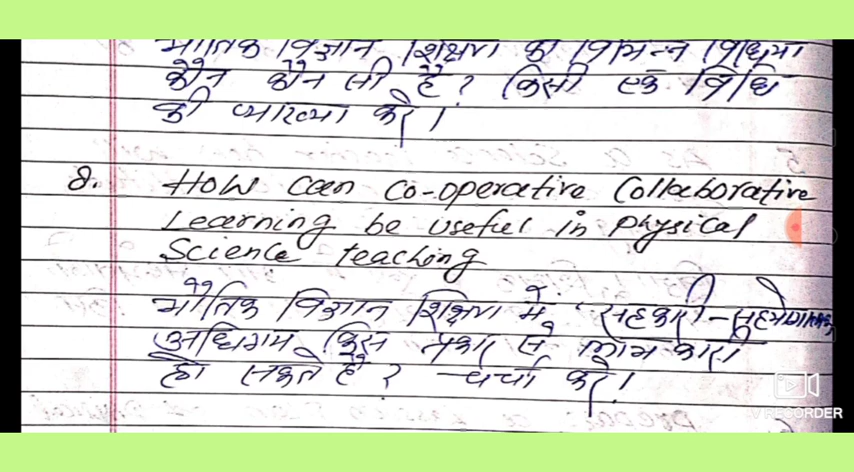 भौतिक विज्ञान शिक्षण की विभिन्न विधियां
कौन कौन सी हैं? किसी एक विधि
की व्याख्या करें।
8. How can co-operative collaborative
Learning be useful in physical
Science teaching
भौतिक विज्ञान शिक्षण में सहकारी-सहयोगात्मक
अधिगम किस प्रकार से लाभकारी
हो सकते हैं? चर्चा करें।
V RECORDER